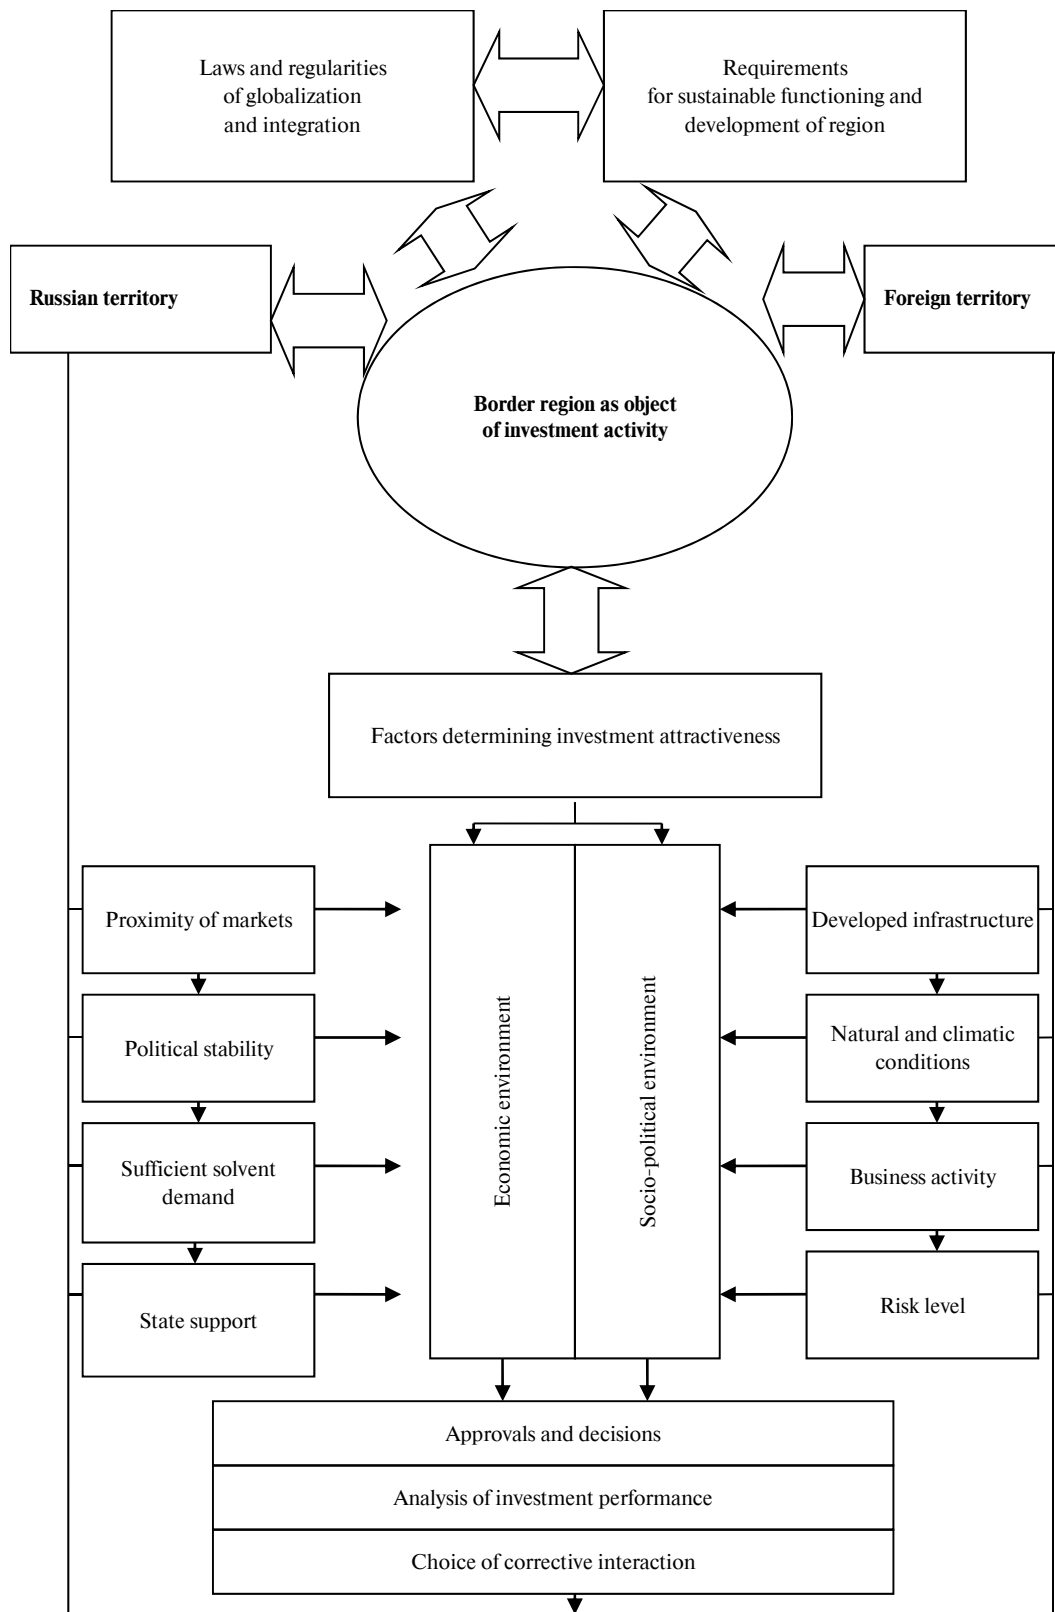 Laws and regularities
of globalization
and integration
Requirements
for sustainable functioning and
development of region
Russian territory
Foreign territory
Border region as object
of investment activity
Factors determining investment attractiveness
Proximity of markets
Developed infrastructure
Political stability
Natural and climatic
conditions
Economic environment
Socio-political environment
Sufficient solvent
demand
Business activity
State support
Risk level
Approvals and decisions
Analysis of investment performance
Choice of corrective interaction